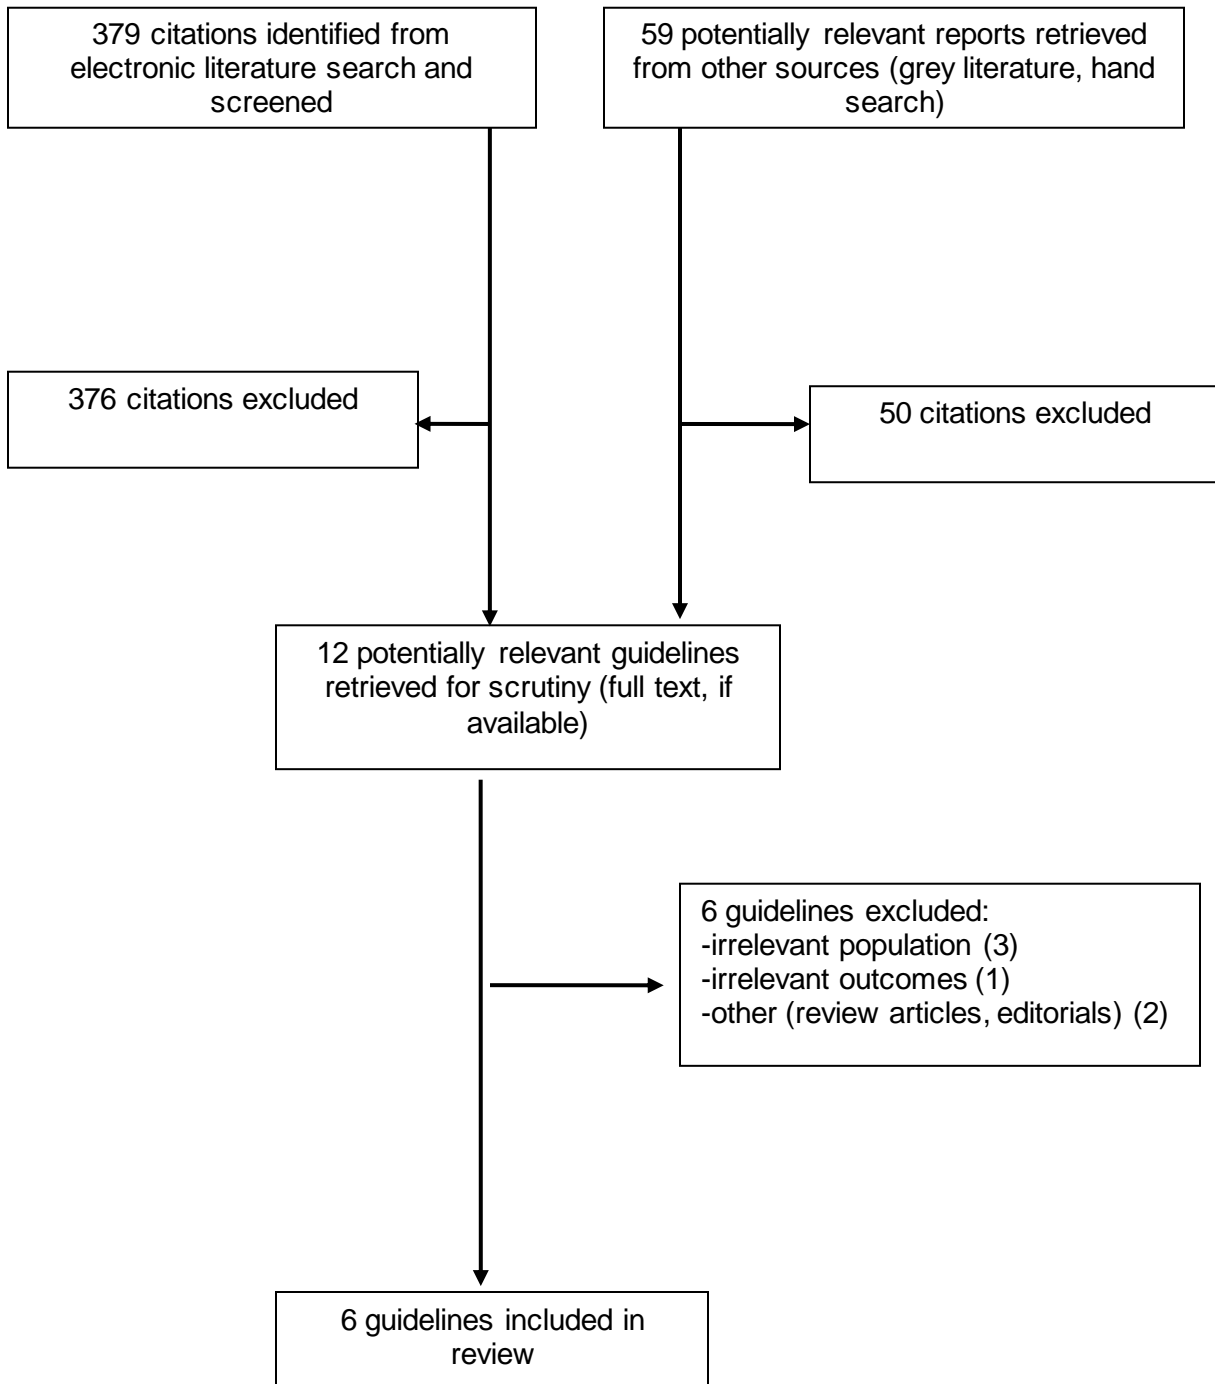 379 citations identified from
electronic literature search and
screened
59 potentially relevant reports retrieved
from other sources (grey literature, hand
search)
376 citations excluded
50 citations excluded
12 potentially relevant guidelines
retrieved for scrutiny (full text, if
available)
6 guidelines excluded:
-irrelevant population (3)
-irrelevant outcomes (1)
-other (review articles, editorials) (2)
6 guidelines included in
review